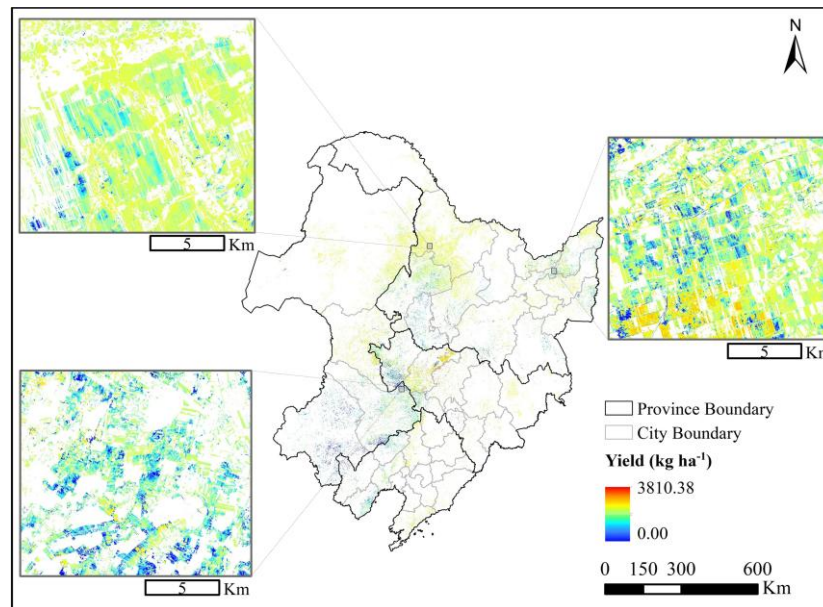 N
5 Km
5 Km
5 Km
Province Boundary
City Boundary
Yield (kg ha⁻¹)
3810.38
0.00
0 150 300 600
Km